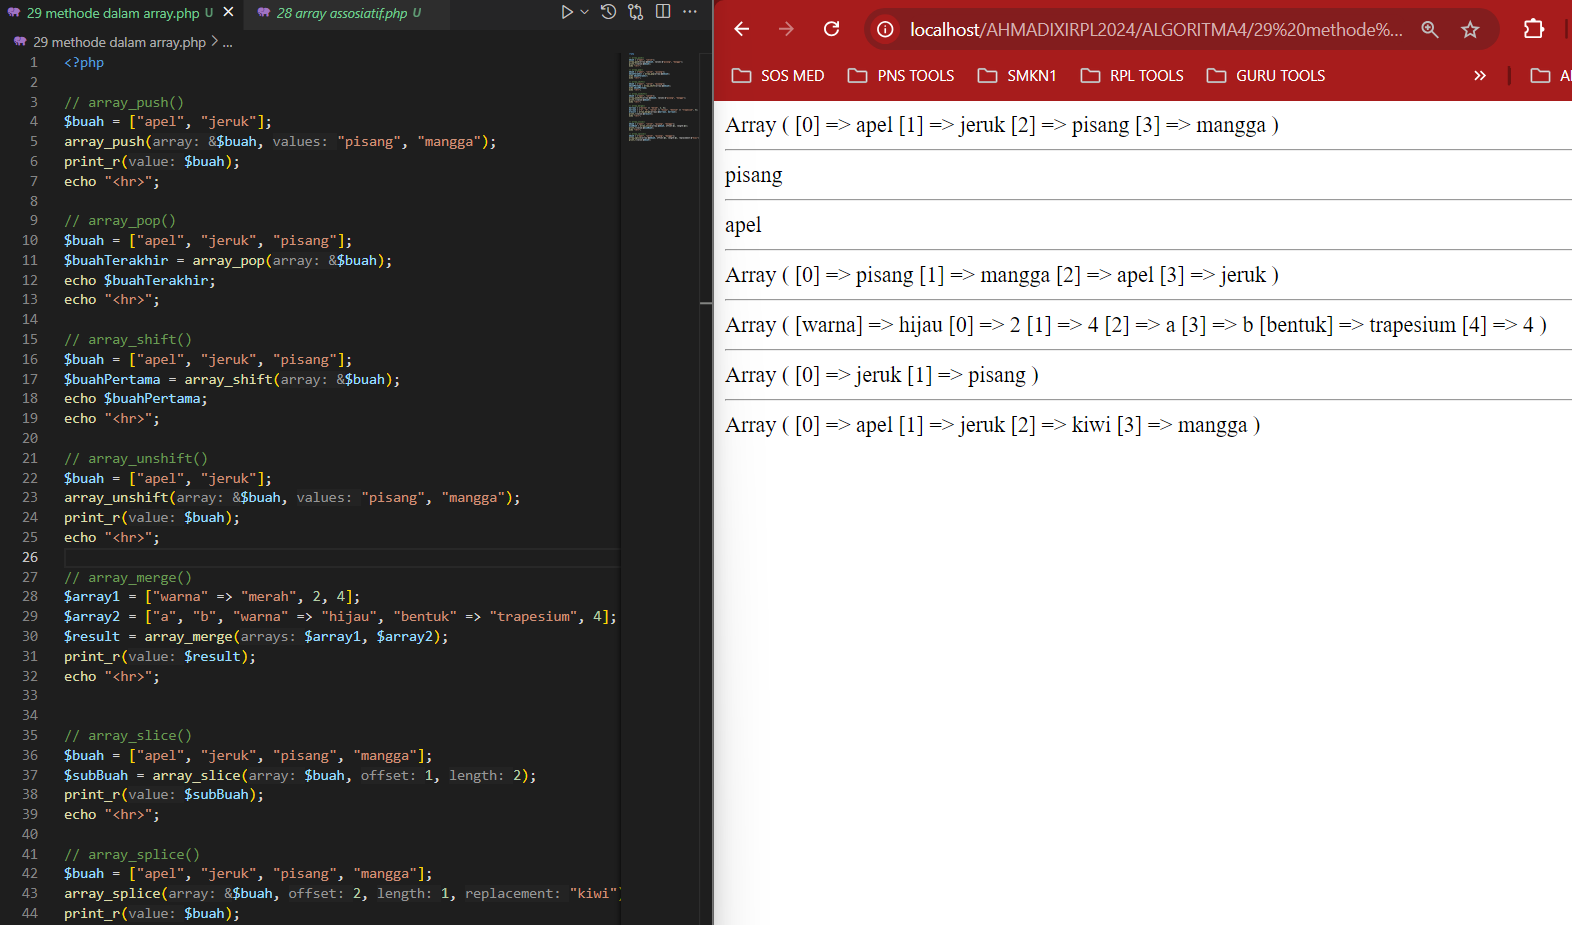 29 methode dalam array.php U
28 array assosiatif.php U
29 methode dalam array.php > ...
1 <?php
2
3 // array_push()
4 $buah = ["apel", "jeruk"];
5 array_push(array: &$buah, values: "pisang", "mangga");
6 print_r(value: $buah);
7 echo "<hr>";
8
9 // array_pop()
10 $buah = ["apel", "jeruk", "pisang"];
11 $buahTerakhir = array_pop(array: &$buah);
12 echo $buahTerakhir;
13 echo "<hr>";
14
15 // array_shift()
16 $buah = ["apel", "jeruk", "pisang"];
17 $buahPertama = array_shift(array: &$buah);
18 echo $buahPertama;
19 echo "<hr>";
20
21 // array_unshift()
22 $buah = ["apel", "jeruk"];
23 array_unshift(array: &$buah, values: "pisang", "mangga");
24 print_r(value: $buah);
25 echo "<hr>";
26
27 // array_merge()
28 $array1 = ["warna" => "merah", 2, 4];
29 $array2 = ["a", "b", "warna" => "hijau", "bentuk" => "trapesium", 4];
30 $result = array_merge(arrays: $array1, $array2);
31 print_r(value: $result);
32 echo "<hr>";
33
34
35 // array_slice()
36 $buah = ["apel", "jeruk", "pisang", "mangga"];
37 $subBuah = array_slice(array: $buah, offset: 1, length: 2);
38 print_r(value: $subBuah);
39 echo "<hr>";
40
41 // array_splice()
42 $buah = ["apel", "jeruk", "pisang", "mangga"];
43 array_splice(array: &$buah, offset: 2, length: 1, replacement: "kiwi")
44 print_r(value: $buah);
localhost/AHMADIXIRPL2024/ALGORITMA4/29%20methode%...
SOS MED PNS TOOLS SMKN1 RPL TOOLS GURU TOOLS » A
Array ( [0] => apel [1] => jeruk [2] => pisang [3] => mangga )
pisang
apel
Array ( [0] => pisang [1] => mangga [2] => apel [3] => jeruk )
Array ( [warna] => hijau [0] => 2 [1] => 4 [2] => a [3] => b [bentuk] => trapesium [4] => 4 )
Array ( [0] => jeruk [1] => pisang )
Array ( [0] => apel [1] => jeruk [2] => kiwi [3] => mangga )